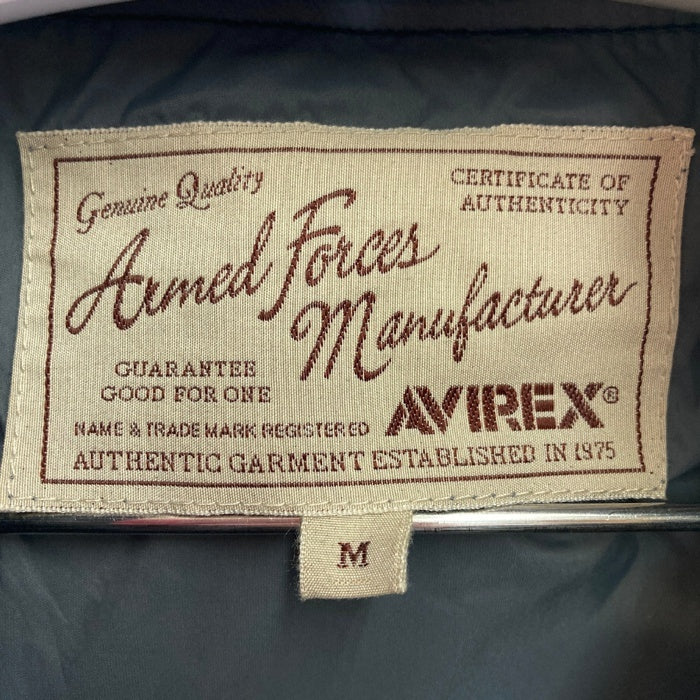 Genuine Quality
CERTIFICATE OF
AUTHENTICITY
Armed Forces
Manufacturer
GUARANTEE
GOOD FOR ONE
AVIREX®
NAME & TRADE MARK REGISTERED
AUTHENTIC GARMENT ESTABLISHED IN 1975
M